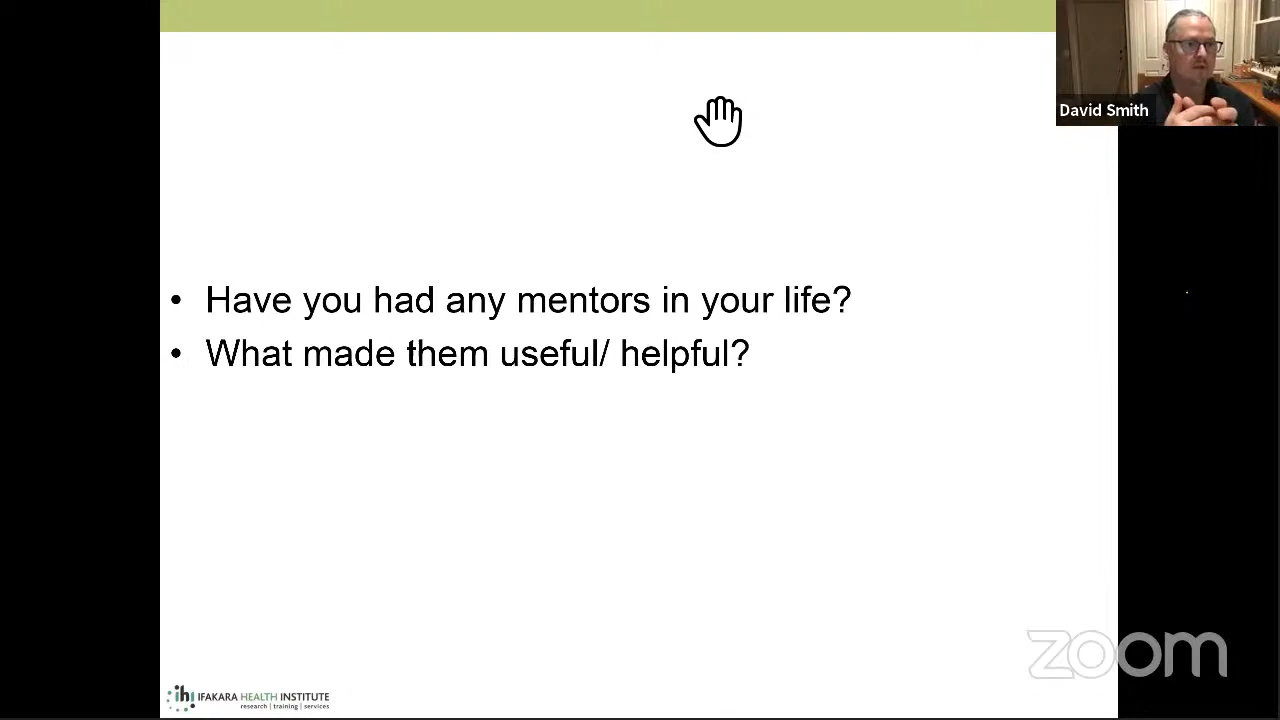 David Smith
• Have you had any mentors in your life?
• What made them useful/ helpful?
zoom
ihi IFAKARA HEALTH INSTITUTE
research | training | services